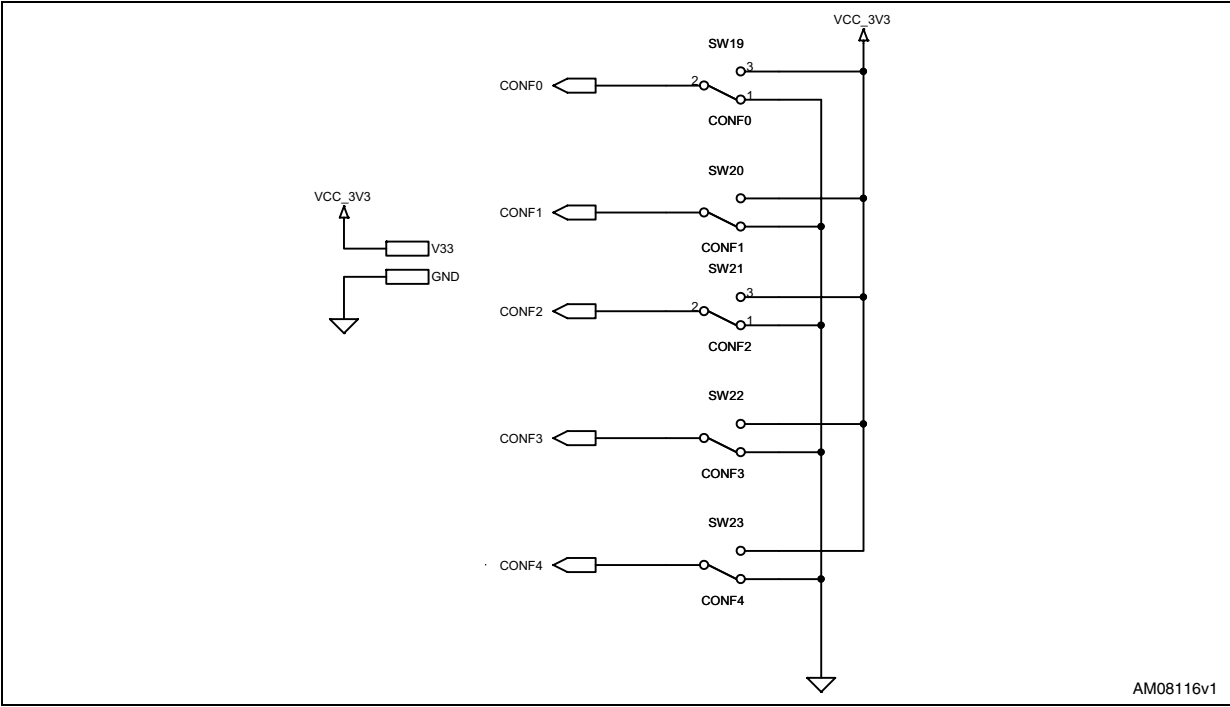 VCC_3V3
SW19
3
CONF0
2
1
CONF0
SW20
VCC_3V3
CONF1
V33
CONF1
SW21
GND
3
CONF2
2
1
CONF2
SW22
CONF3
CONF3
SW23
CONF4
CONF4
AM08116v1